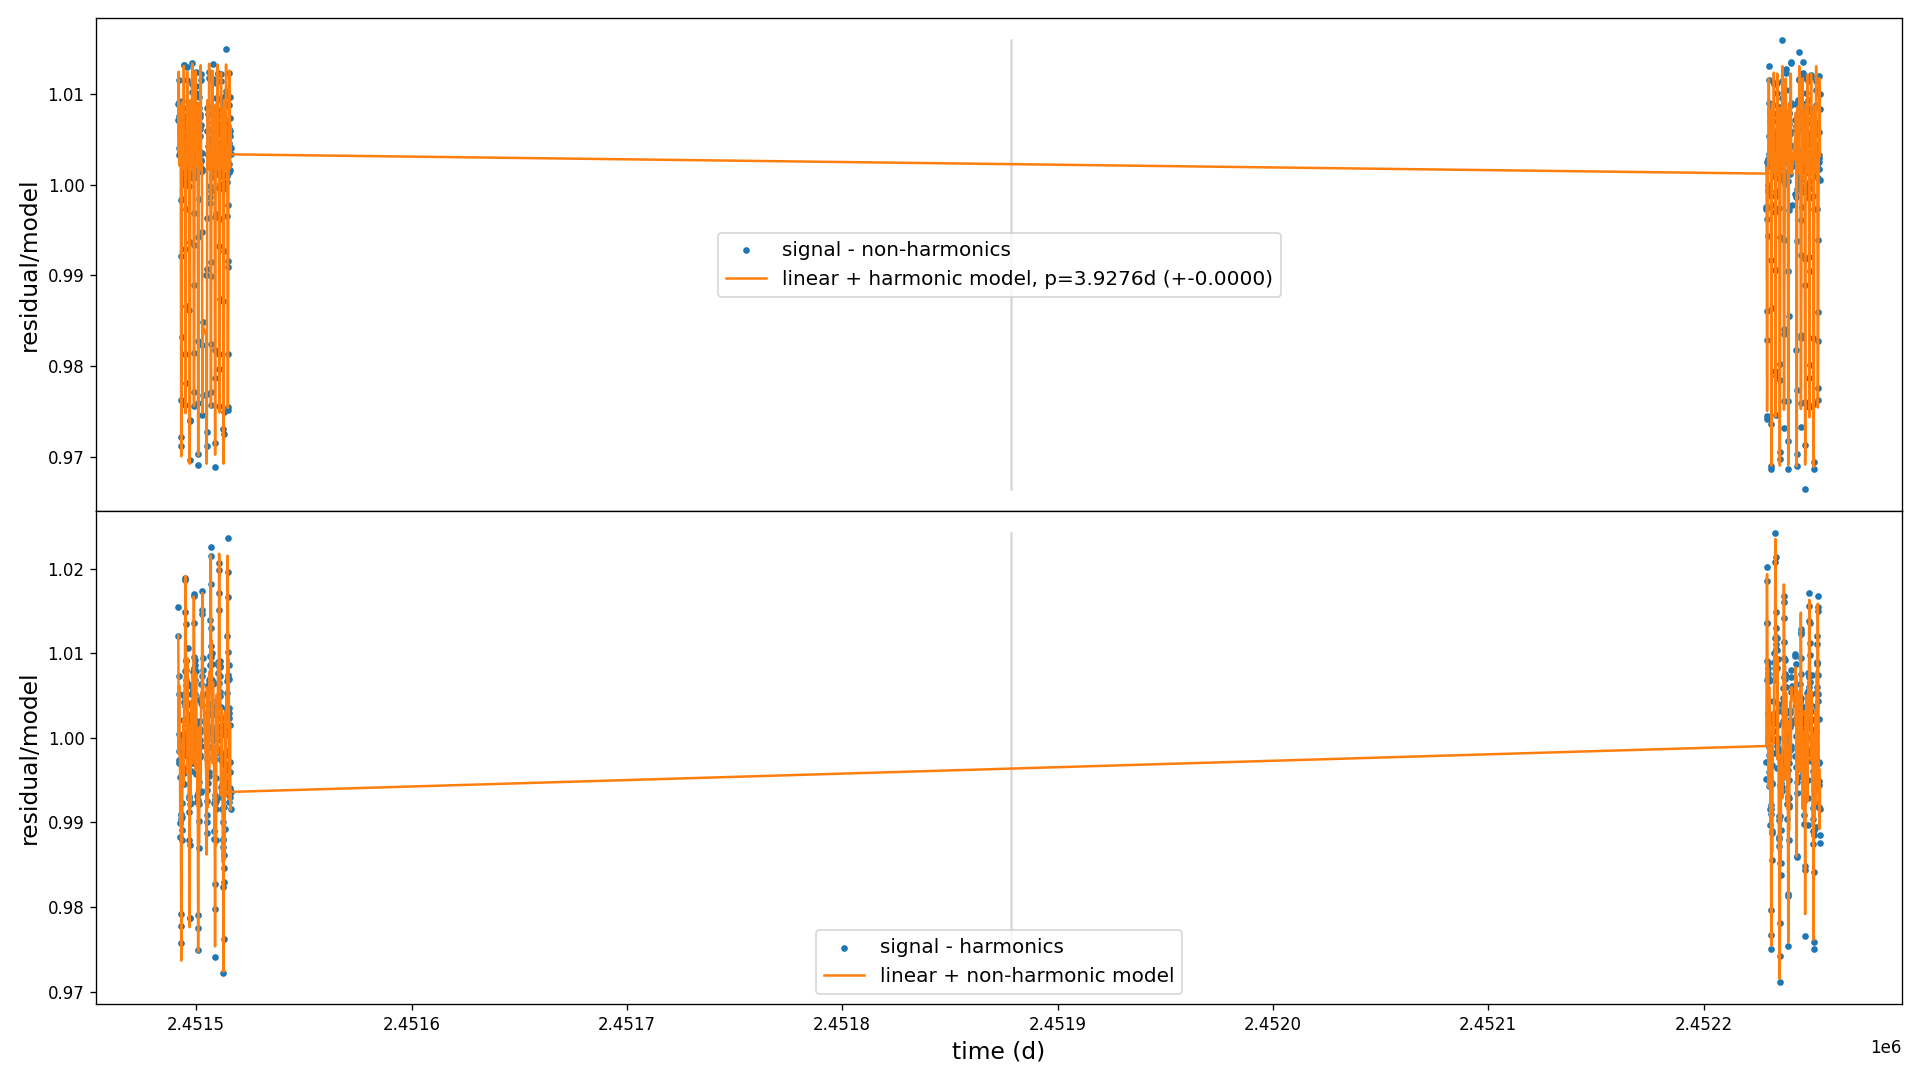 residual/model
1.01
1.00
0.99
0.98
0.97
signal - non-harmonics
linear + harmonic model, p=3.9276d (+-0.0000)
residual/model
1.02
1.01
1.00
0.99
0.98
0.97
signal - harmonics
linear + non-harmonic model
2.4515 2.4516 2.4517 2.4518 2.4519 2.4520 2.4521 2.4522
1e6
time (d)